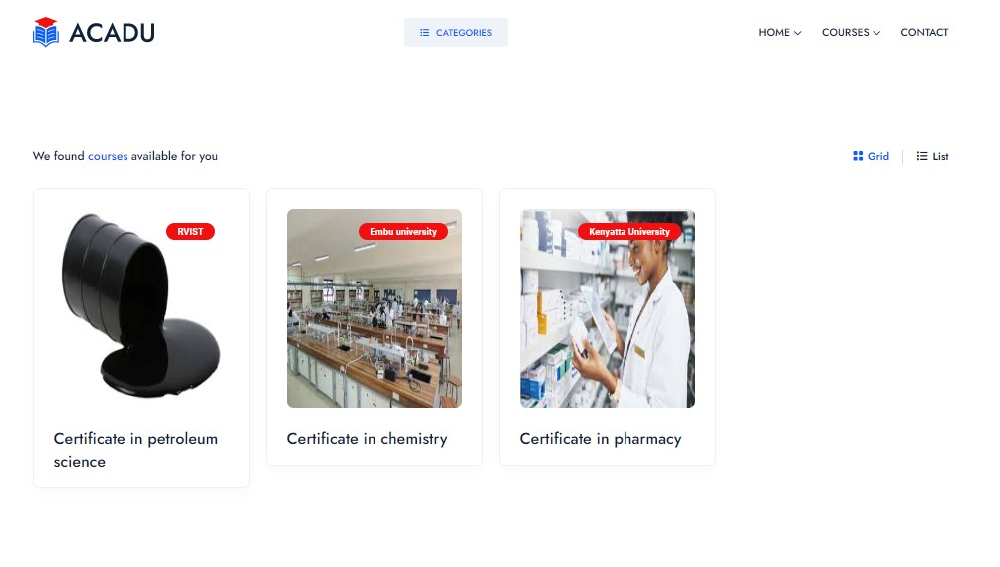 ACADU
CATEGORIES
HOME
COURSES
CONTACT
We found courses available for you
Grid
List
RVIST
Embu university
Kenyatta University
Certificate in petroleum
science
Certificate in chemistry
Certificate in pharmacy